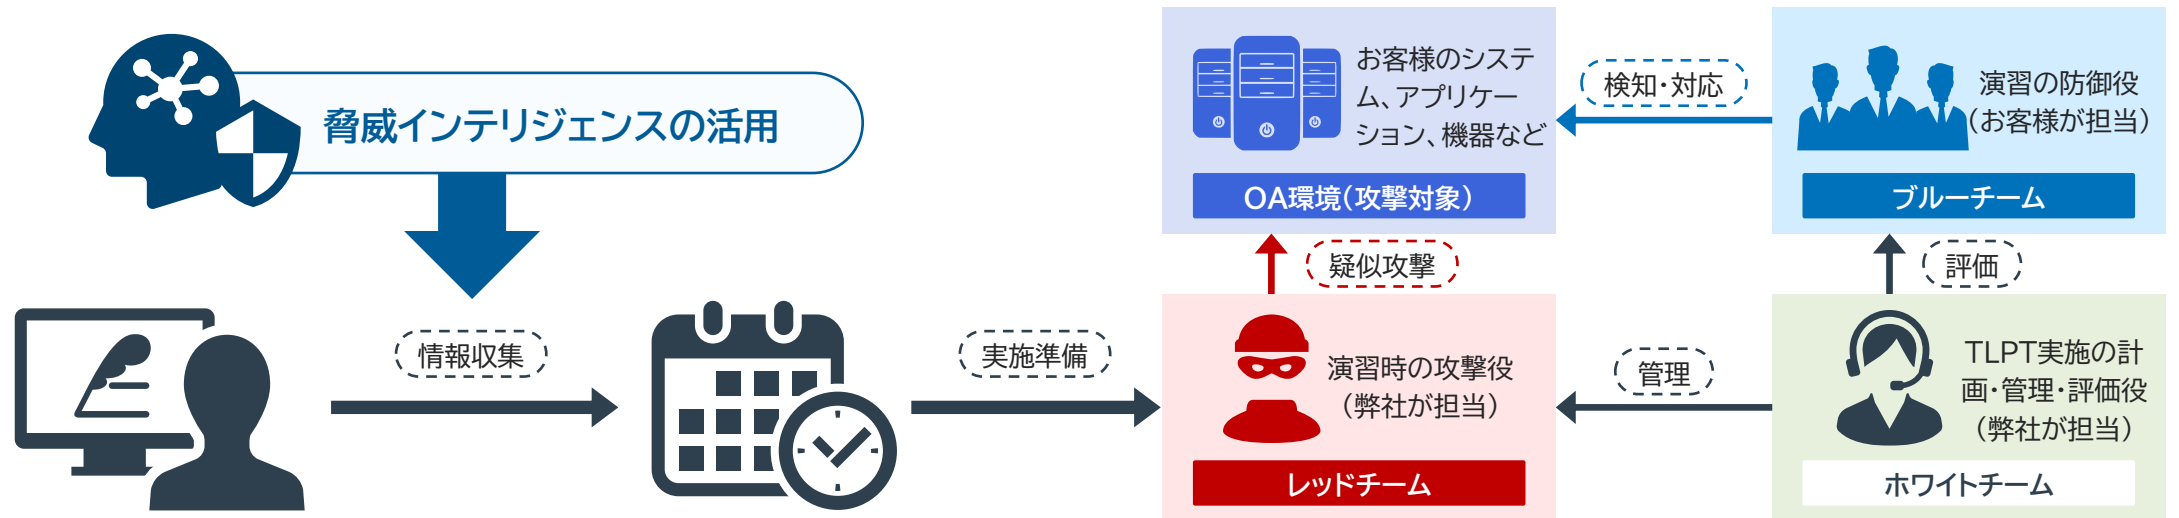 脅威インテリジェンスの活用
情報収集
実施準備
お客様のシステ
ム、アプリケー
ション、機器など
OA環境（攻撃対象）
検知・対応
演習の防御役
（お客様が担当）
ブルーチーム
疑似攻撃
評価
演習時の攻撃役
（弊社が担当）
レッドチーム
管理
TLPT実施の計
画・管理・評価役
（弊社が担当）
ホワイトチーム